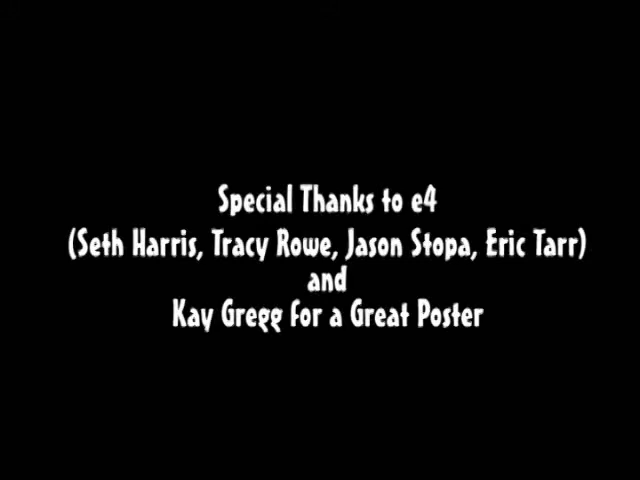 Special Thanks to e4
(Seth Harris, Tracy Rowe, Jason Stopa, Eric Tarr)
and
Kay Gregg for a Great Poster